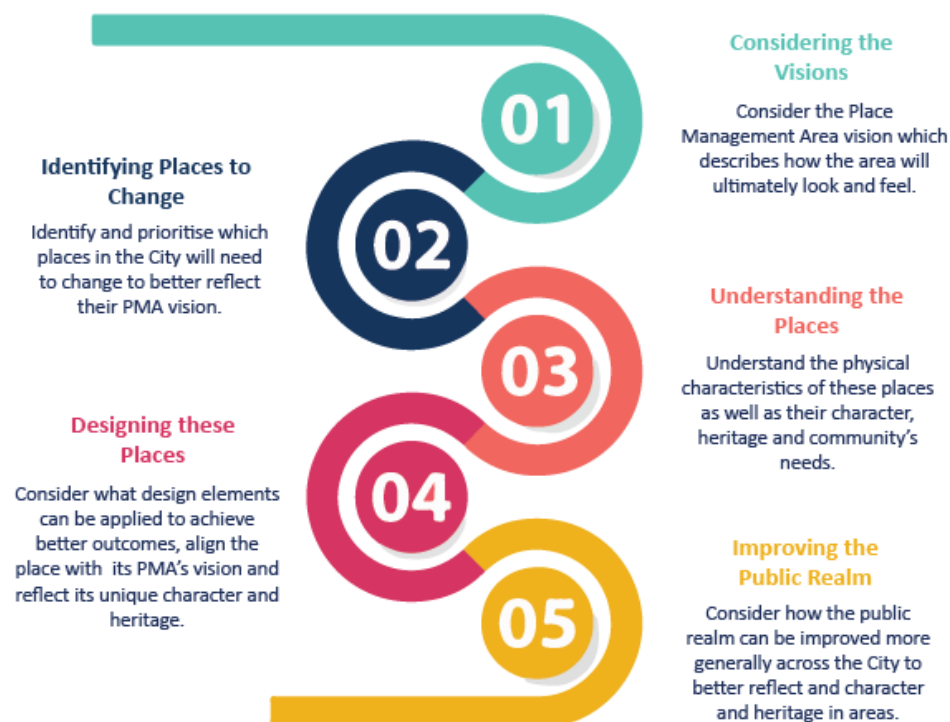 01
Considering the
Visions
Consider the Place
Management Area vision which
describes how the area will
ultimately look and feel.
02
Identifying Places to
Change
Identify and prioritise which
places in the City will need
to change to better reflect
their PMA vision.
03
Understanding the
Places
Understand the physical
characteristics of these places
as well as their character,
heritage and community's
needs.
04
Designing these
Places
Consider what design elements
can be applied to achieve
better outcomes, align the
place with its PMA's vision and
reflect its unique character and
heritage.
05
Improving the
Public Realm
Consider how the public
realm can be improved more
generally across the City to
better reflect and character
and heritage in areas.